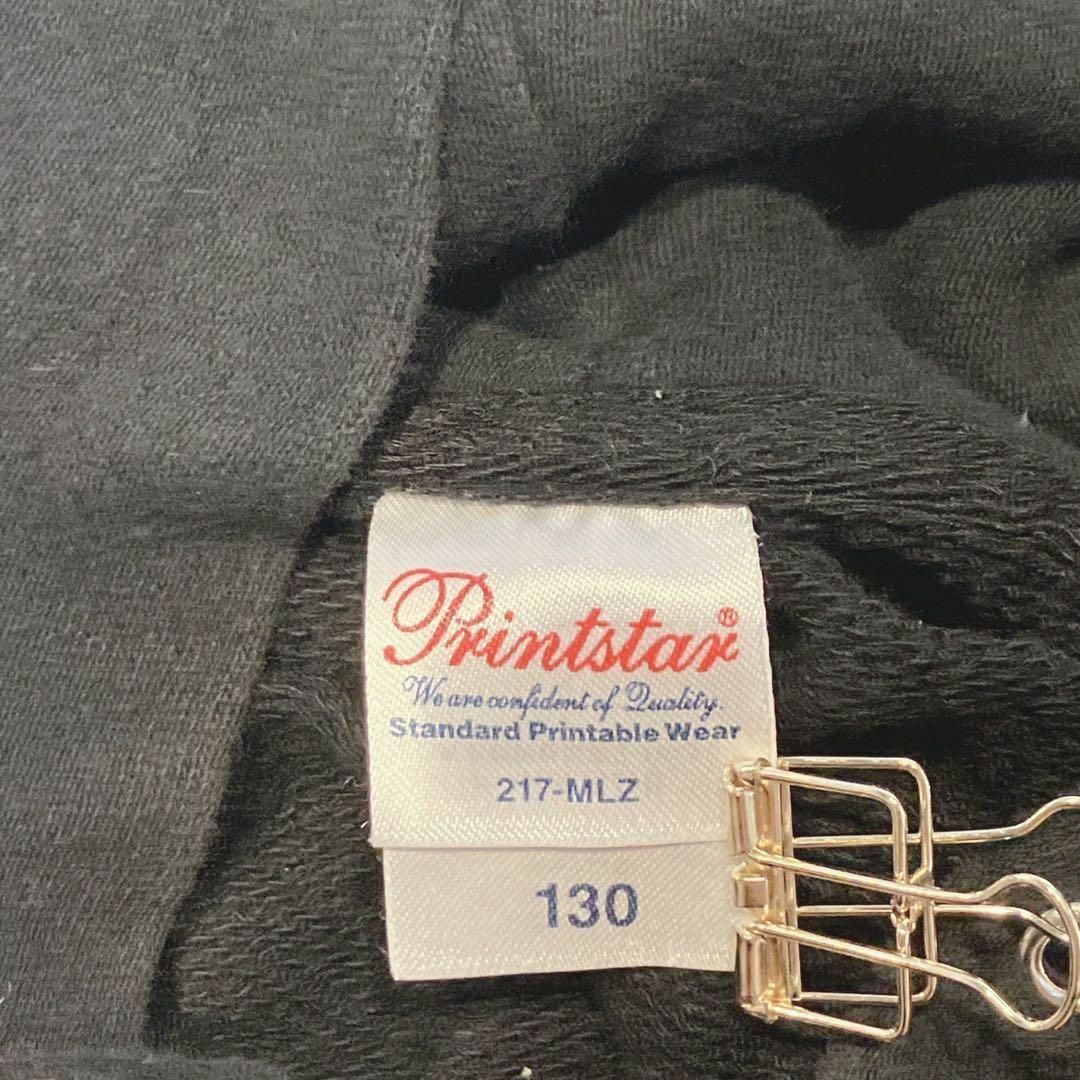 Printstar®
We are confident of Quality.
Standard Printable Wear
217-MLZ
130